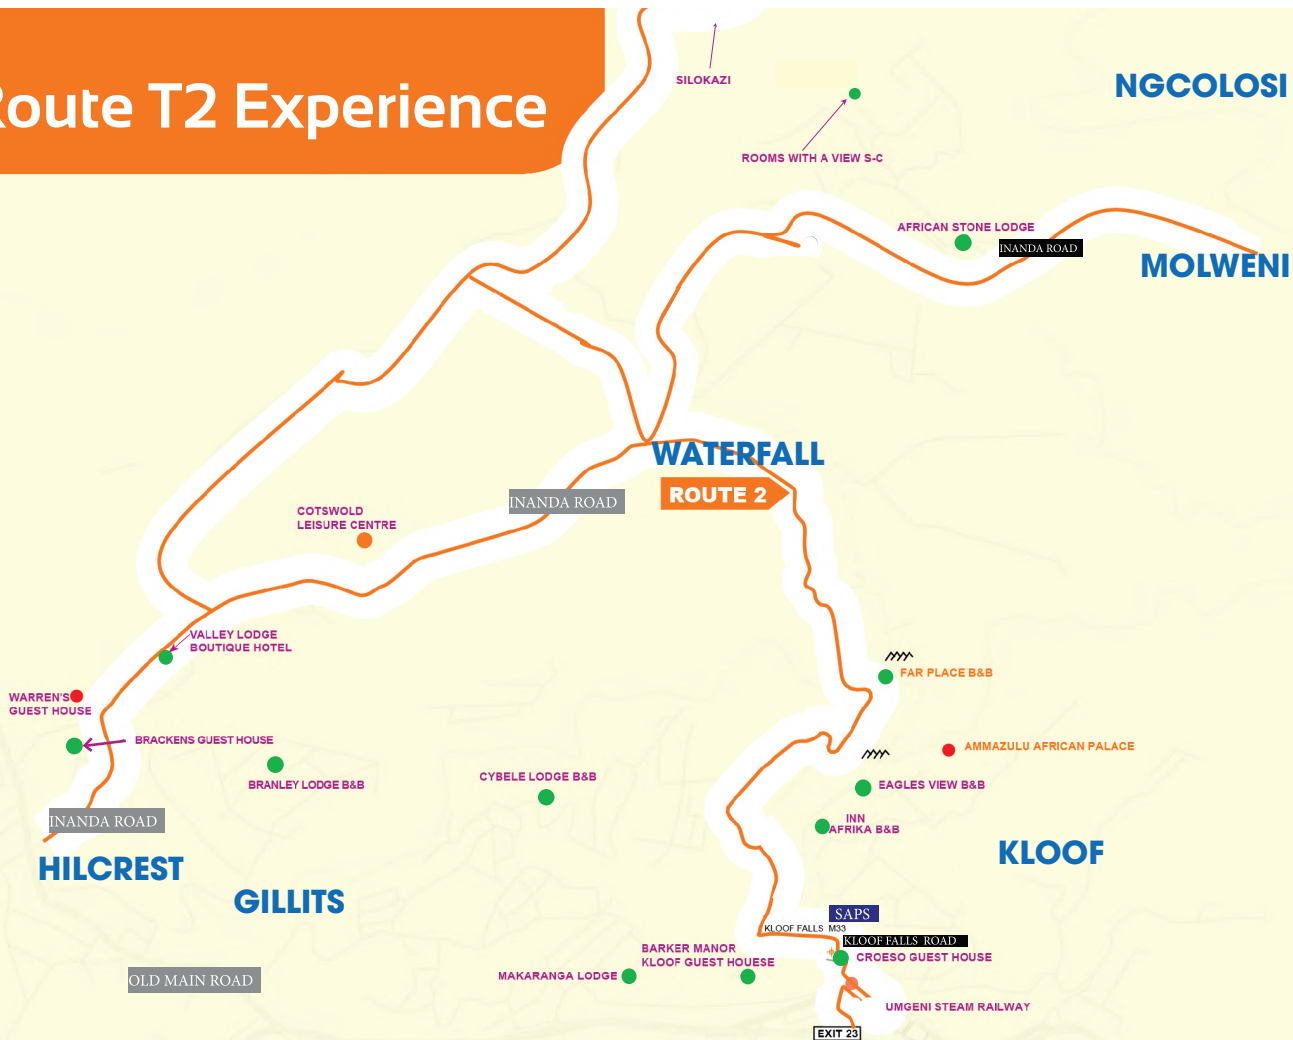 Route T2 Experience
SILOKAZI
NGCOLOSI
ROOMS WITH A VIEW S-C
AFRICAN STONE LODGE
INANDA ROAD
MOLWENI
WATERFALL
ROUTE 2
INANDA ROAD
COTSWOLD
LEISURE CENTRE
VALLEY LODGE
BOUTIQUE HOTEL
FAR PLACE B&B
WARREN'S
GUEST HOUSE
BRACKENS GUEST HOUSE
AMMAZULU AFRICAN PALACE
BRANLEY LODGE B&B
CYBELE LODGE B&B
EAGLES VIEW B&B
INANDA ROAD
INN
AFRIKA B&B
KLOOF
HILCREST
GILLITS
SAPS
KLOOF FALLS M33
KLOOF FALLS ROAD
BARKER MANOR
KLOOF GUEST HOUESE
CROESO GUEST HOUSE
MAKARANGA LODGE
OLD MAIN ROAD
UMGENI STEAM RAILWAY
EXIT 23